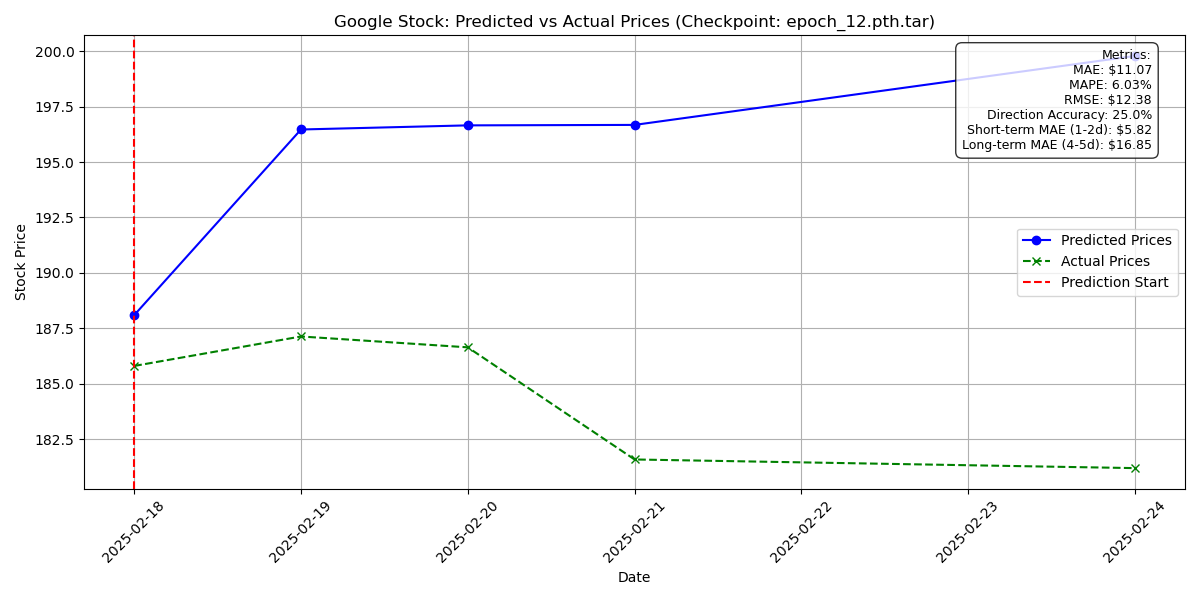 Google Stock: Predicted vs Actual Prices (Checkpoint: epoch_12.pth.tar)
Metrics:
MAE: $11.07
MAPE: 6.03%
RMSE: $12.38
Direction Accuracy: 25.0%
Short-term MAE (1-2d): $5.82
Long-term MAE (4-5d): $16.85
Predicted Prices
Actual Prices
Prediction Start
Stock Price
200.0
197.5
195.0
192.5
190.0
187.5
185.0
182.5
2025-02-18
2025-02-19
2025-02-20
2025-02-21
2025-02-22
2025-02-23
2025-02-24
Date